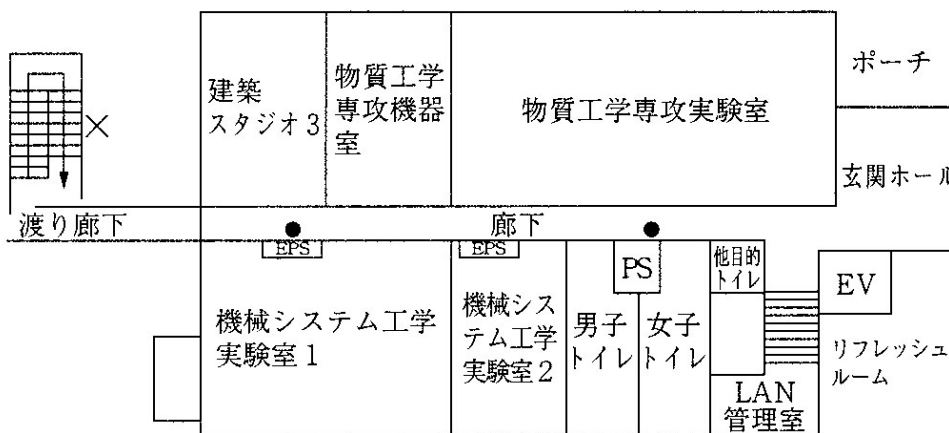 建築
スタジオ3
物質工学
専攻機器
室
物質工学専攻実験室
ポーチ
玄関ホール
渡り廊下
廊下
EPS
EPS
PS
他目的
トイレ
EV
機械システム工学
実験室1
機械シス
テム工学
実験室2
男子
トイレ
女子
トイレ
リフレッシュ
ルーム
LAN
管理室